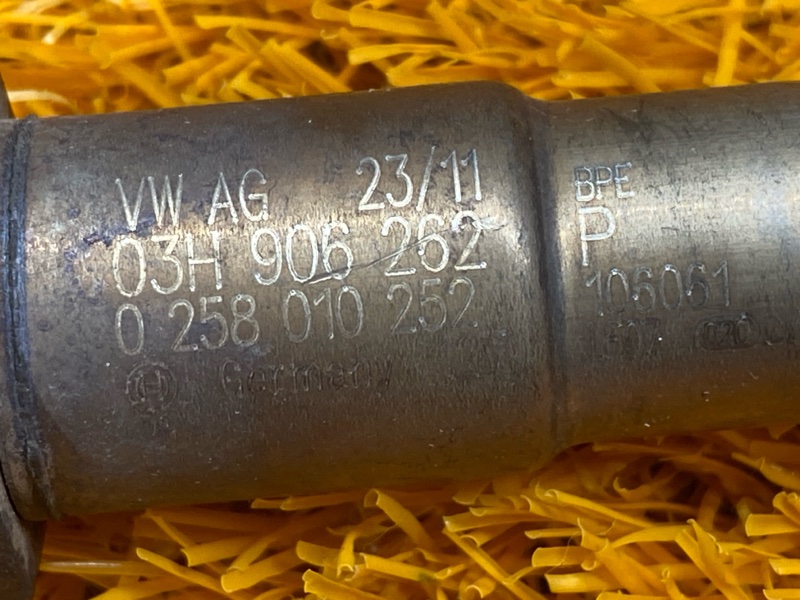 VW AG 23/11
03H 906 262
0 258 010 252
Germany
BPE
P
106061